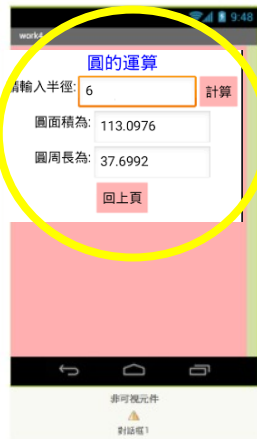 9:48
work4
圓的運算
請輸入半徑: 6 計算
圓面積為: 113.0976
圓周長為: 37.6992
回上頁
非可視元件
對話框1